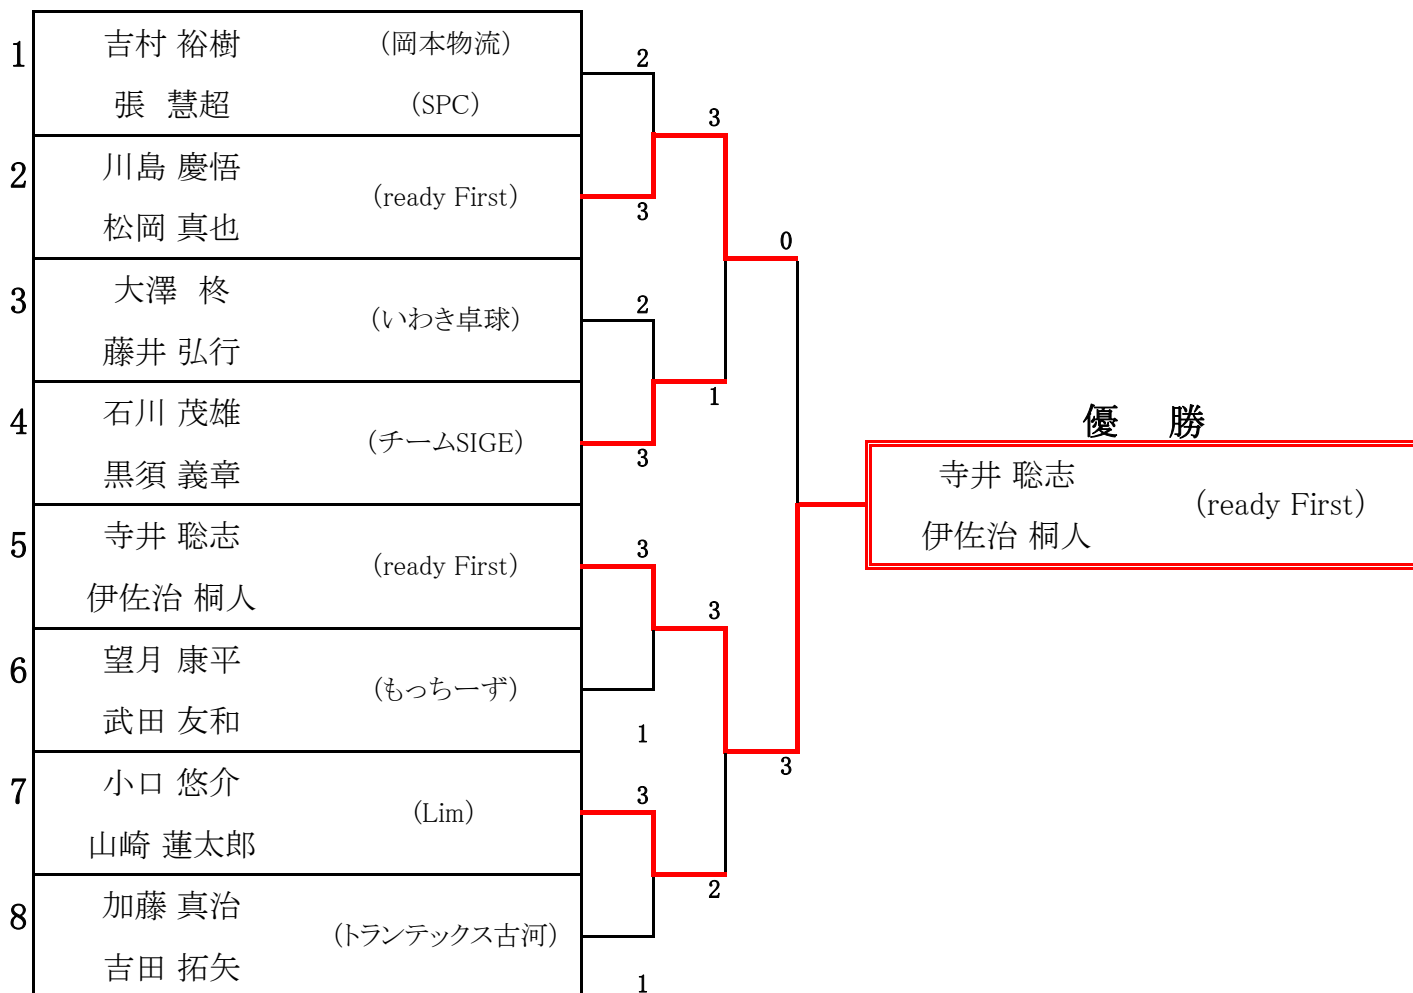 1
吉村 裕樹 (岡本物流)
張 慧超 (SPC)
2
川島 慶悟
(ready First)
松岡 真也
3
大澤 柊
(いわき卓球)
藤井 弘行
4
石川 茂雄
(チームSIGE)
黒須 義章
5
寺井 聡志
(ready First)
伊佐治 桐人
6
望月 康平
(もっちーず)
武田 友和
7
小口 悠介
(Lim)
山崎 蓮太郎
8
加藤 真治
(トランテックス古河)
吉田 拓矢
2
3
2
3
3
1
3
1
3
1
3
2
0
3
優 勝
寺井 聡志
(ready First)
伊佐治 桐人